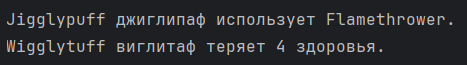 Jigglypuff джиглипаф использует Flamethrower.
Wigglytuff виглитаф теряет 4 здоровья.